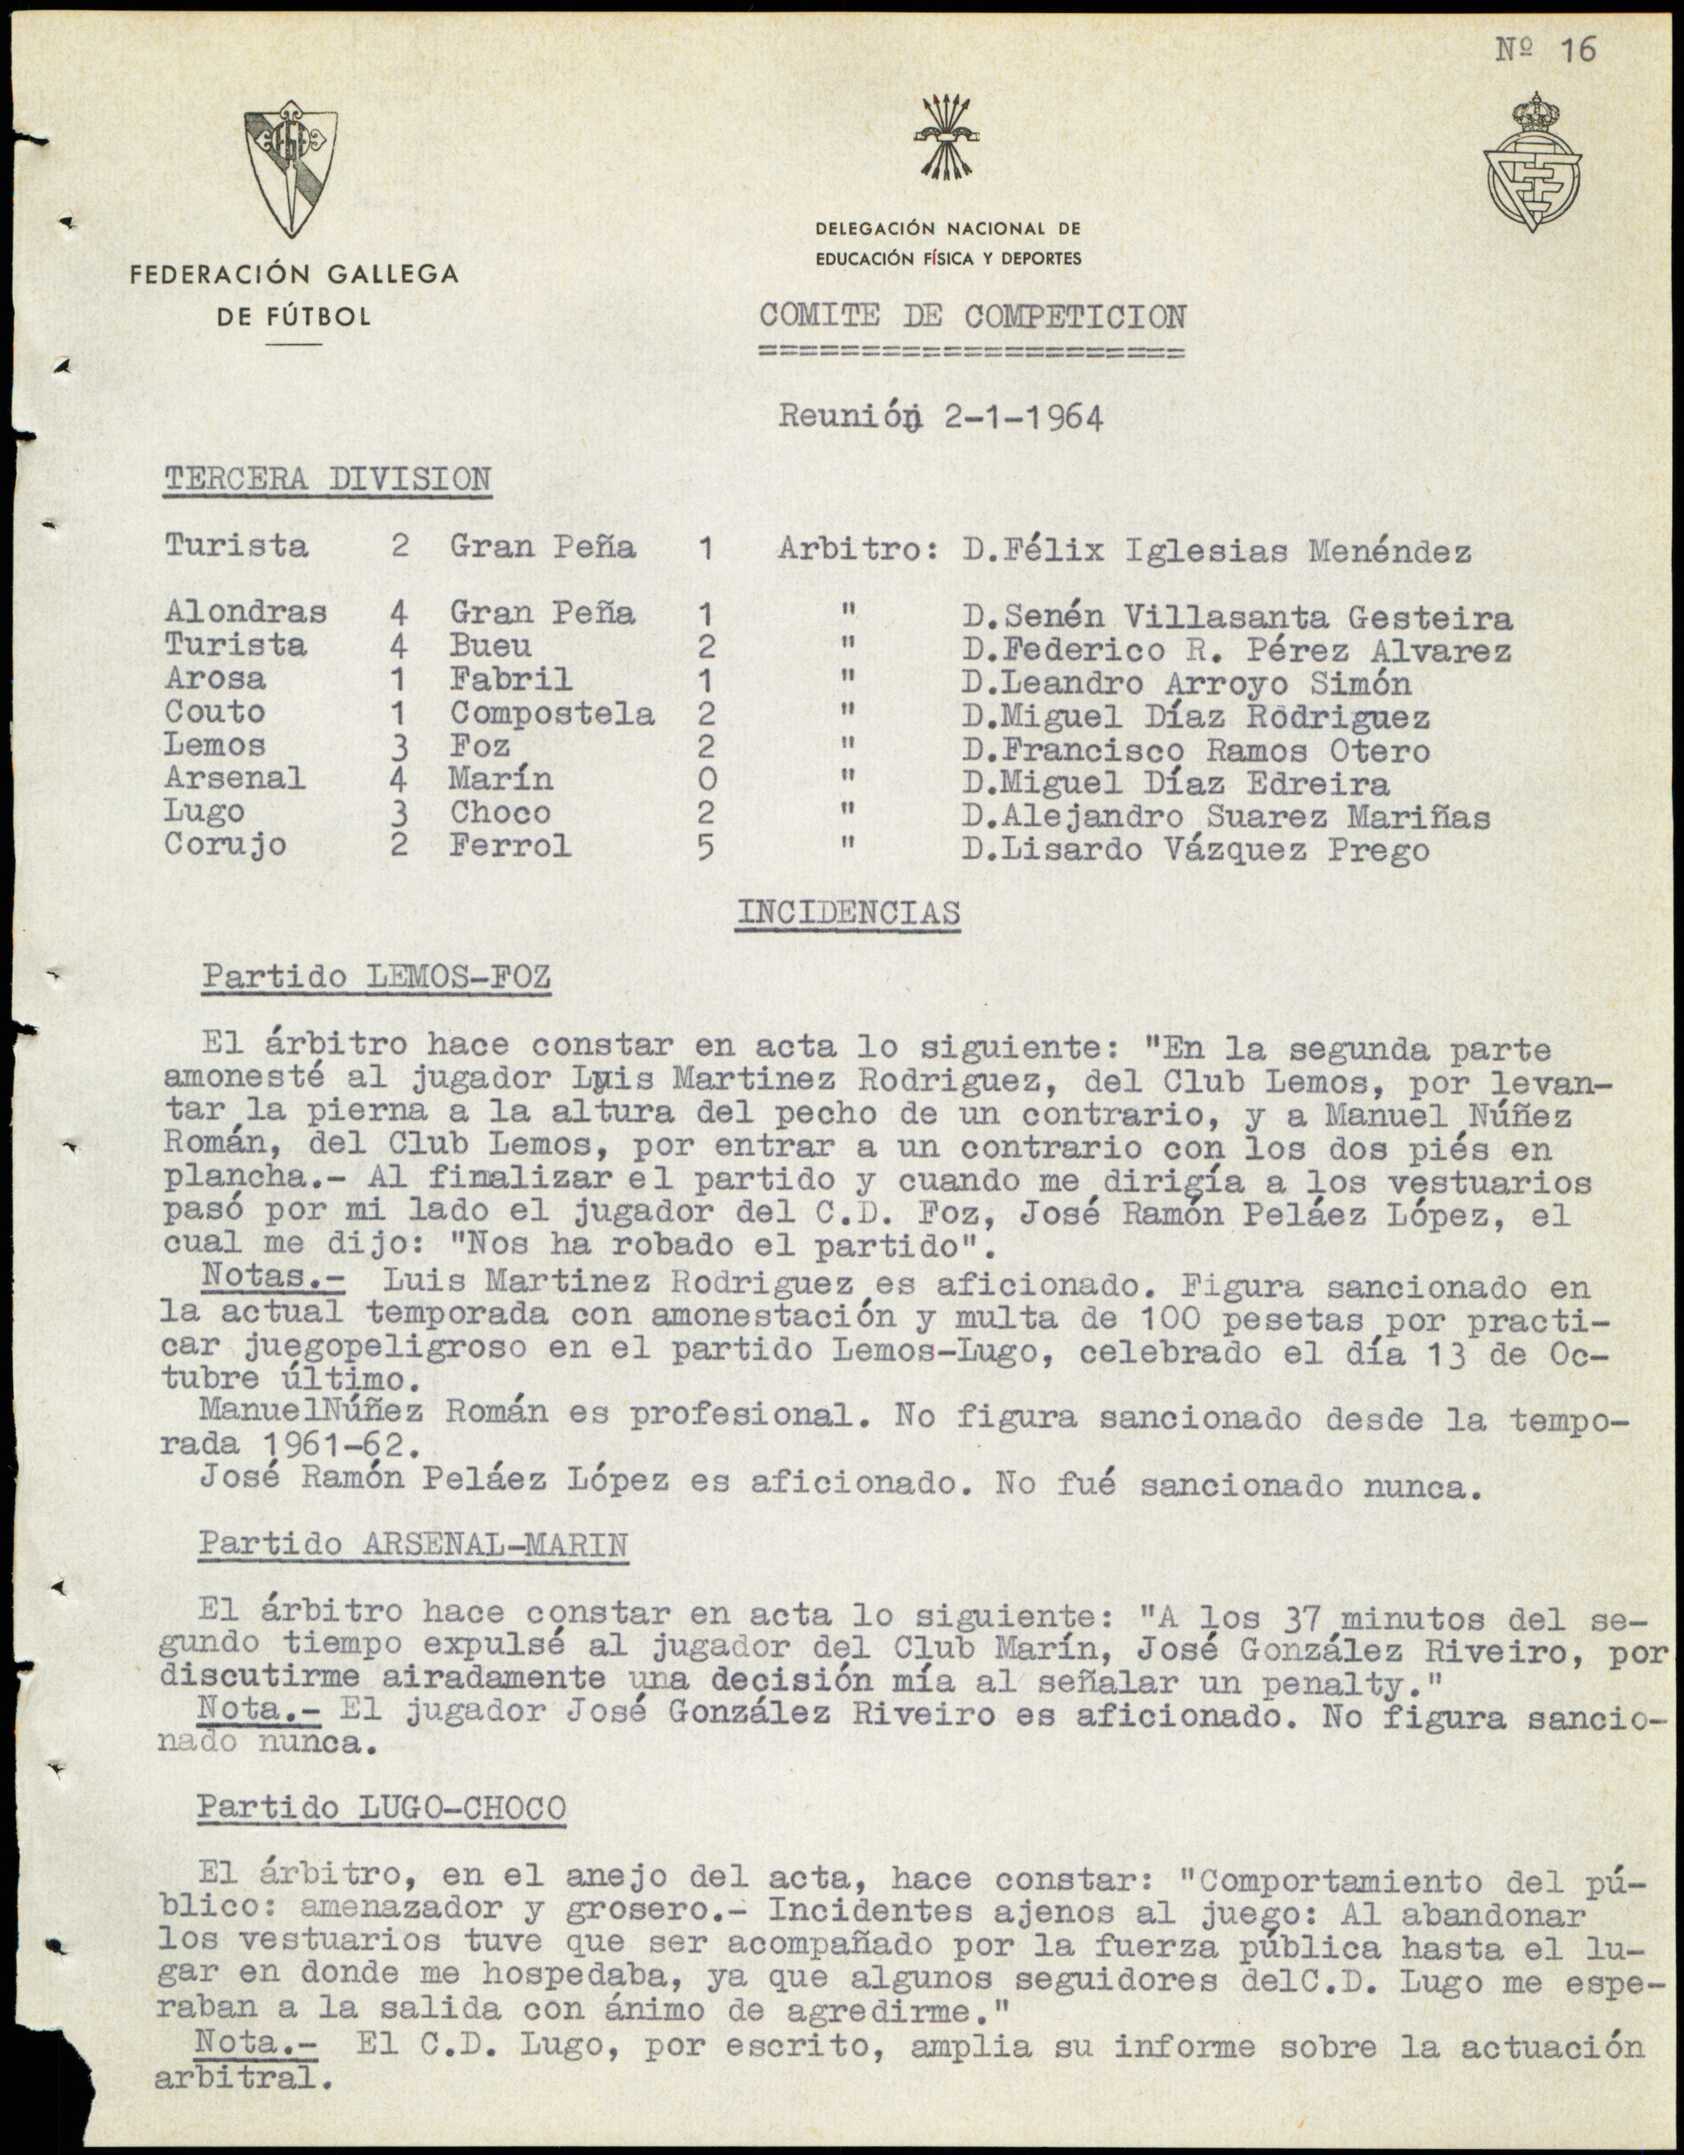 Nº 16
FEDERACIÓN GALLEGA
DE FÚTBOL
DELEGACIÓN NACIONAL DE
EDUCACIÓN FÍSICA Y DEPORTES
COMITE DE COMPETICION
=====================
Reunión 2-1-1964
TERCERA DIVISION
Turista 2 Gran Peña 1 Arbitro: D.Félix Iglesias Menéndez
Alondras 4 Gran Peña 1 " D.Senén Villasanta Gesteira
Turista 4 Bueu 2 " D.Federico R. Pérez Alvarez
Arosa 1 Fabril 1 " D.Leandro Arroyo Simón
Couto 1 Compostela 2 " D.Miguel Díaz Rodriguez
Lemos 3 Foz 2 " D.Francisco Ramos Otero
Arsenal 4 Marín 0 " D.Miguel Díaz Edreira
Lugo 3 Choco 2 " D.Alejandro Suarez Mariñas
Corujo 2 Ferrol 5 " D.Lisardo Vázquez Prego
INCIDENCIAS
Partido LEMOS-FOZ
El árbitro hace constar en acta lo siguiente: "En la segunda parte
amonesté al jugador Luis Martinez Rodriguez, del Club Lemos, por levan-
tar la pierna a la altura del pecho de un contrario, y a Manuel Núñez
Román, del Club Lemos, por entrar a un contrario con los dos piés en
plancha.- Al finalizar el partido y cuando me dirigía a los vestuarios
pasó por mi lado el jugador del C.D. Foz, José Ramón Peláez López, el
cual me dijo: "Nos ha robado el partido".
Notas.- Luis Martinez Rodriguez es aficionado. Figura sancionado en
la actual temporada con amonestación y multa de 100 pesetas por practi-
car juegopeligroso en el partido Lemos-Lugo, celebrado el día 13 de Oc-
tubre último.
ManuelNúñez Román es profesional. No figura sancionado desde la tempo-
rada 1961-62.
José Ramón Peláez López es aficionado. No fué sancionado nunca.
Partido ARSENAL-MARIN
El árbitro hace constar en acta lo siguiente: "A los 37 minutos del se-
gundo tiempo expulsé al jugador del Club Marín, José González Riveiro, por
discutirme airadamente una decisión mía al señalar un penalty."
Nota.- El jugador José González Riveiro es aficionado. No figura sancio-
nado nunca.
Partido LUGO-CHOCO
El árbitro, en el anejo del acta, hace constar: "Comportamiento del pú-
blico: amenazador y grosero.- Incidentes ajenos al juego: Al abandonar
los vestuarios tuve que ser acompañado por la fuerza pública hasta el lu-
gar en donde me hospedaba, ya que algunos seguidores delC.D. Lugo me espe-
raban a la salida con ánimo de agredirme."
Nota.- El C.D. Lugo, por escrito, amplia su informe sobre la actuación
arbitral.